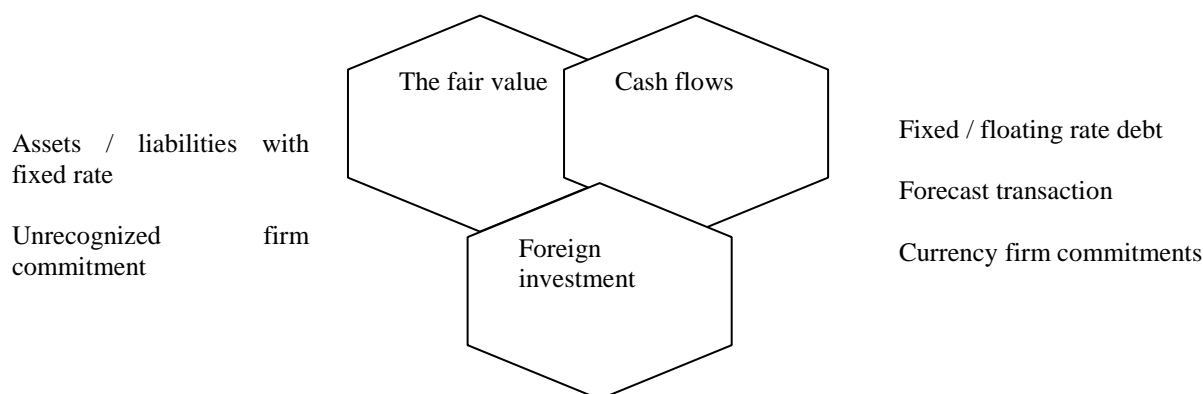 The fair value
Cash flows
Assets / liabilities with
fixed rate
Unrecognized firm
commitment
Fixed / floating rate debt
Forecast transaction
Currency firm commitments
Foreign
investment